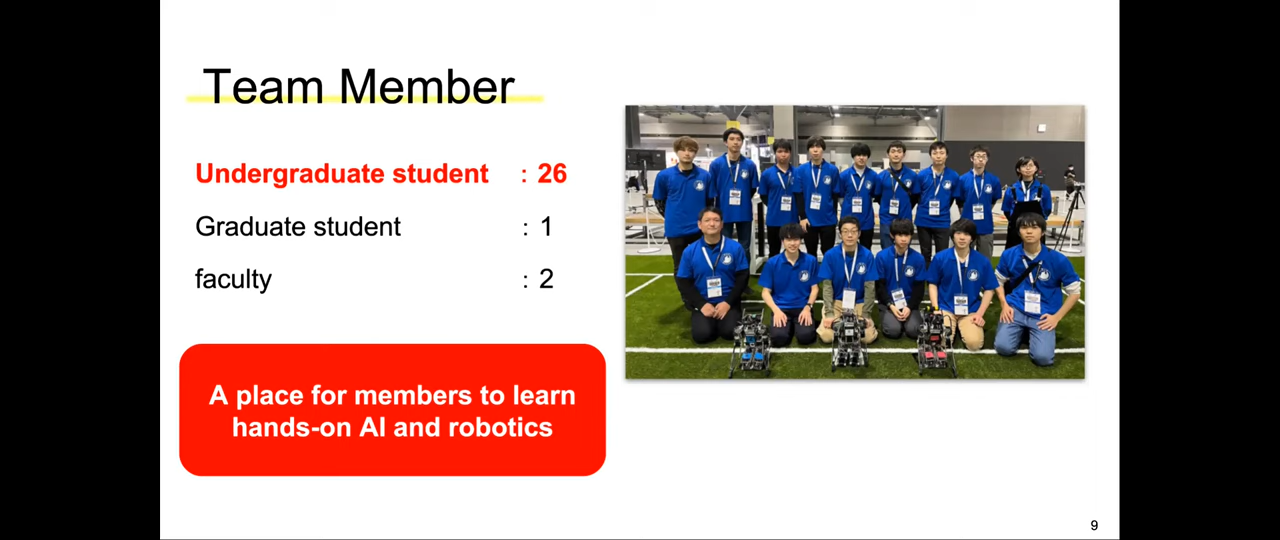 Team Member
Undergraduate student : 26
Graduate student : 1
faculty : 2
A place for members to learn
hands-on AI and robotics
9